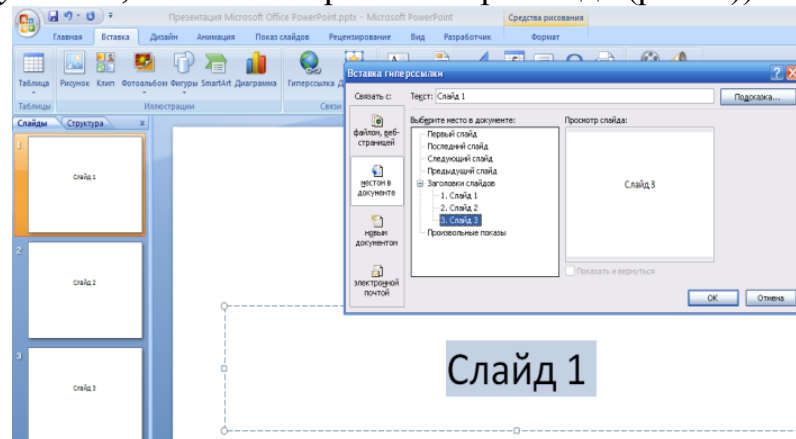 Презентация Microsoft Office PowerPoint.pptx - Microsoft PowerPoint
Средства рисования
Главная Вставка Дизайн Анимация Показ слайдов Рецензирование Вид Разработчик Формат
Таблица Рисунок Клип Фотоальбом Фигуры SmartArt Диаграмма Гиперссылка
Таблицы Иллюстрации Связи
Слайды Структура
1
Слайд 1
2
Слайд 2
3
Слайд 3
Вставка гиперссылки
Связать с: Текст: Слайд 1 Подсказка...
файлом, веб-страницей
местом в документе
новым документом
электронной почтой
Выберите место в документе:
Первый слайд
Последний слайд
Следующий слайд
Предыдущий слайд
Заголовки слайдов
1. Слайд 1
2. Слайд 2
3. Слайд 3
Произвольные показы
Просмотр слайда:
Слайд 3
Показать и вернуться
ОК Отмена
Слайд 1